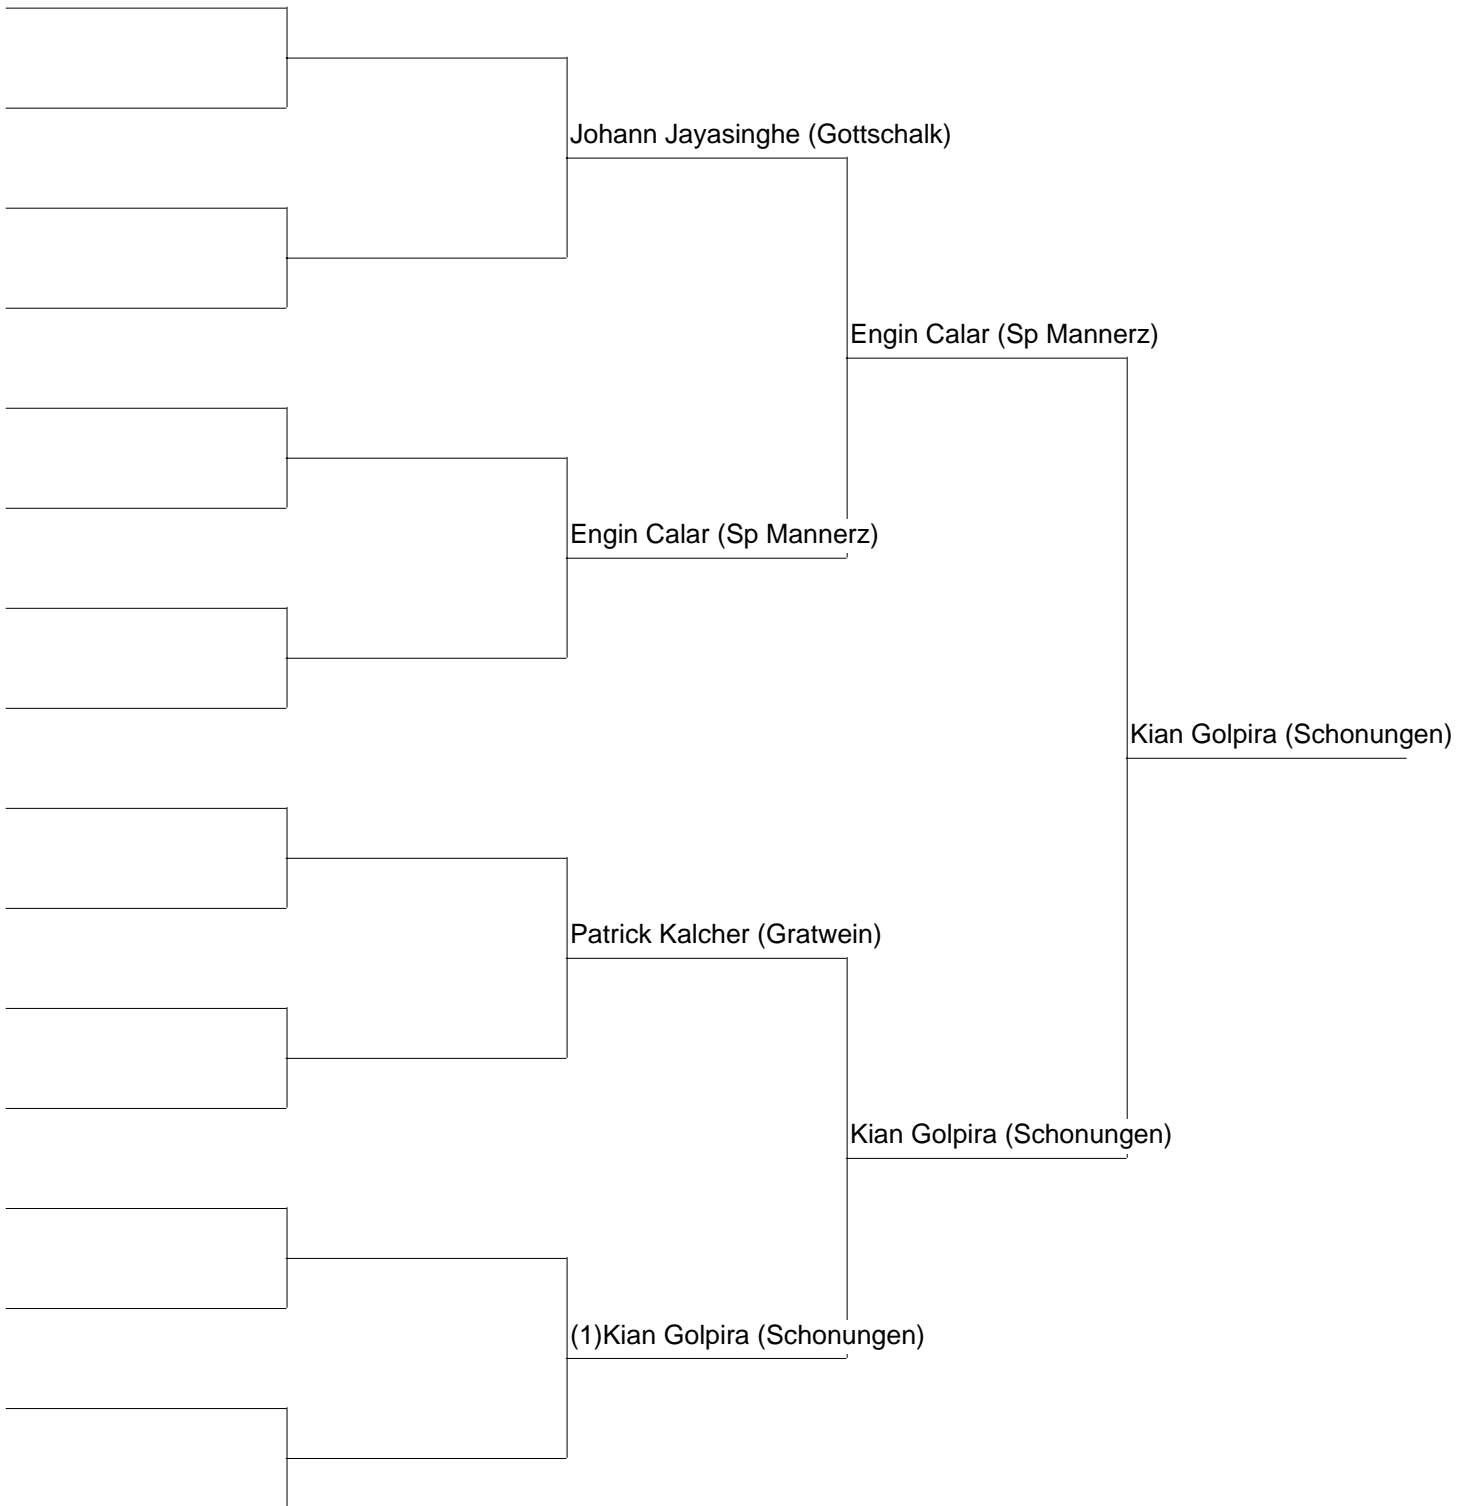 Johann Jayasinghe (Gottschalk)
Engin Calar (Sp Mannerz)
Engin Calar (Sp Mannerz)
Kian Golpira (Schonungen)
Patrick Kalcher (Gratwein)
Kian Golpira (Schonungen)
(1)Kian Golpira (Schonungen)